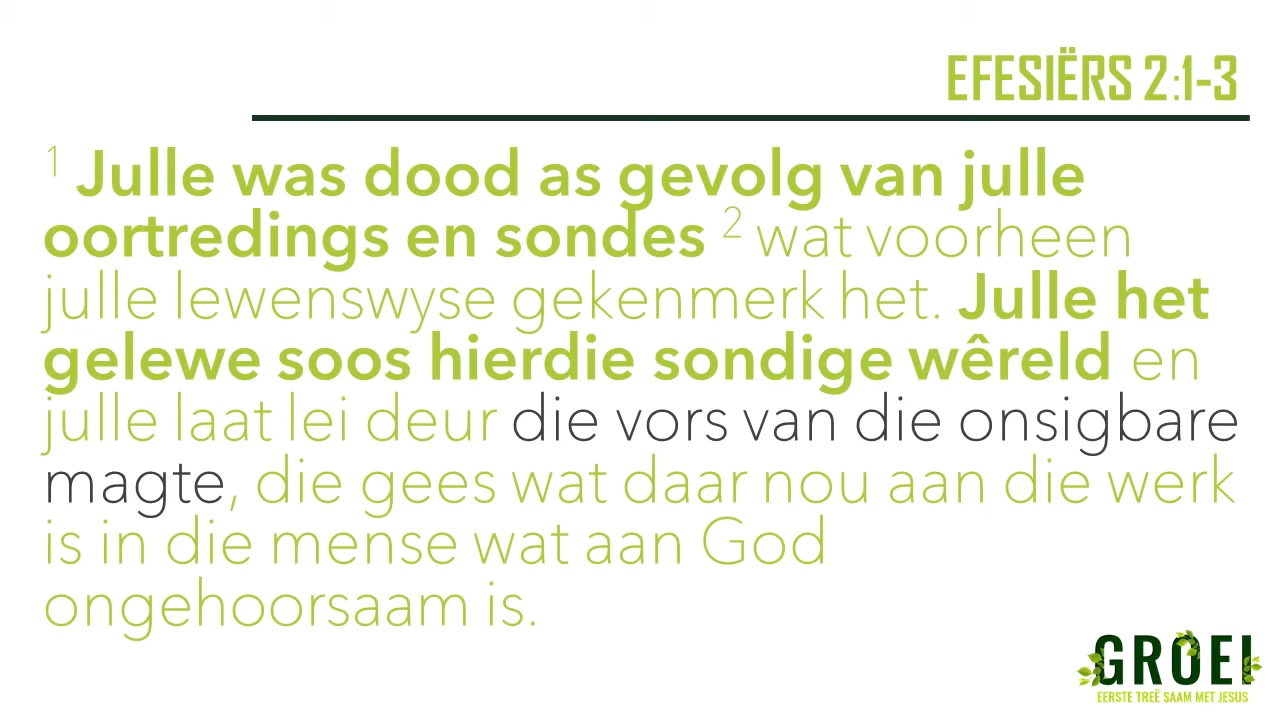 EFESIËRS 2:1-3
1 Julle was dood as gevolg van julle
oortredings en sondes 2 wat voorheen
julle lewenswyse gekenmerk het. Julle het
gelewe soos hierdie sondige wêreld en
julle laat lei deur die vors van die onsigbare
magte, die gees wat daar nou aan die werk
is in die mense wat aan God
ongehoorsaam is.
GROEI
EERSTE TREË SAAM MET JESUS